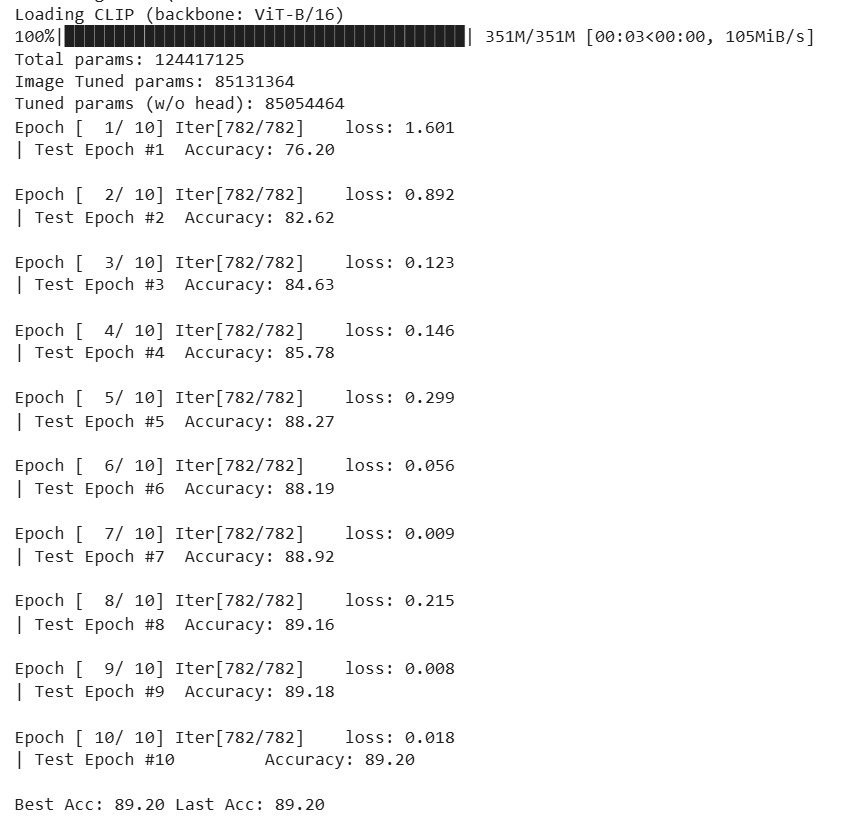 Loading CLIP (backbone: ViT-B/16)
100%|████████████████████████████████████████| 351M/351M [00:03<00:00, 105MiB/s]
Total params: 124417125
Image Tuned params: 85131364
Tuned params (w/o head): 85054464
Epoch [  1/ 10] Iter[782/782]    loss: 1.601
| Test Epoch #1  Accuracy: 76.20
Epoch [  2/ 10] Iter[782/782]    loss: 0.892
| Test Epoch #2  Accuracy: 82.62
Epoch [  3/ 10] Iter[782/782]    loss: 0.123
| Test Epoch #3  Accuracy: 84.63
Epoch [  4/ 10] Iter[782/782]    loss: 0.146
| Test Epoch #4  Accuracy: 85.78
Epoch [  5/ 10] Iter[782/782]    loss: 0.299
| Test Epoch #5  Accuracy: 88.27
Epoch [  6/ 10] Iter[782/782]    loss: 0.056
| Test Epoch #6  Accuracy: 88.19
Epoch [  7/ 10] Iter[782/782]    loss: 0.009
| Test Epoch #7  Accuracy: 88.92
Epoch [  8/ 10] Iter[782/782]    loss: 0.215
| Test Epoch #8  Accuracy: 89.16
Epoch [  9/ 10] Iter[782/782]    loss: 0.008
| Test Epoch #9  Accuracy: 89.18
Epoch [ 10/ 10] Iter[782/782]    loss: 0.018
| Test Epoch #10         Accuracy: 89.20
Best Acc: 89.20 Last Acc: 89.20